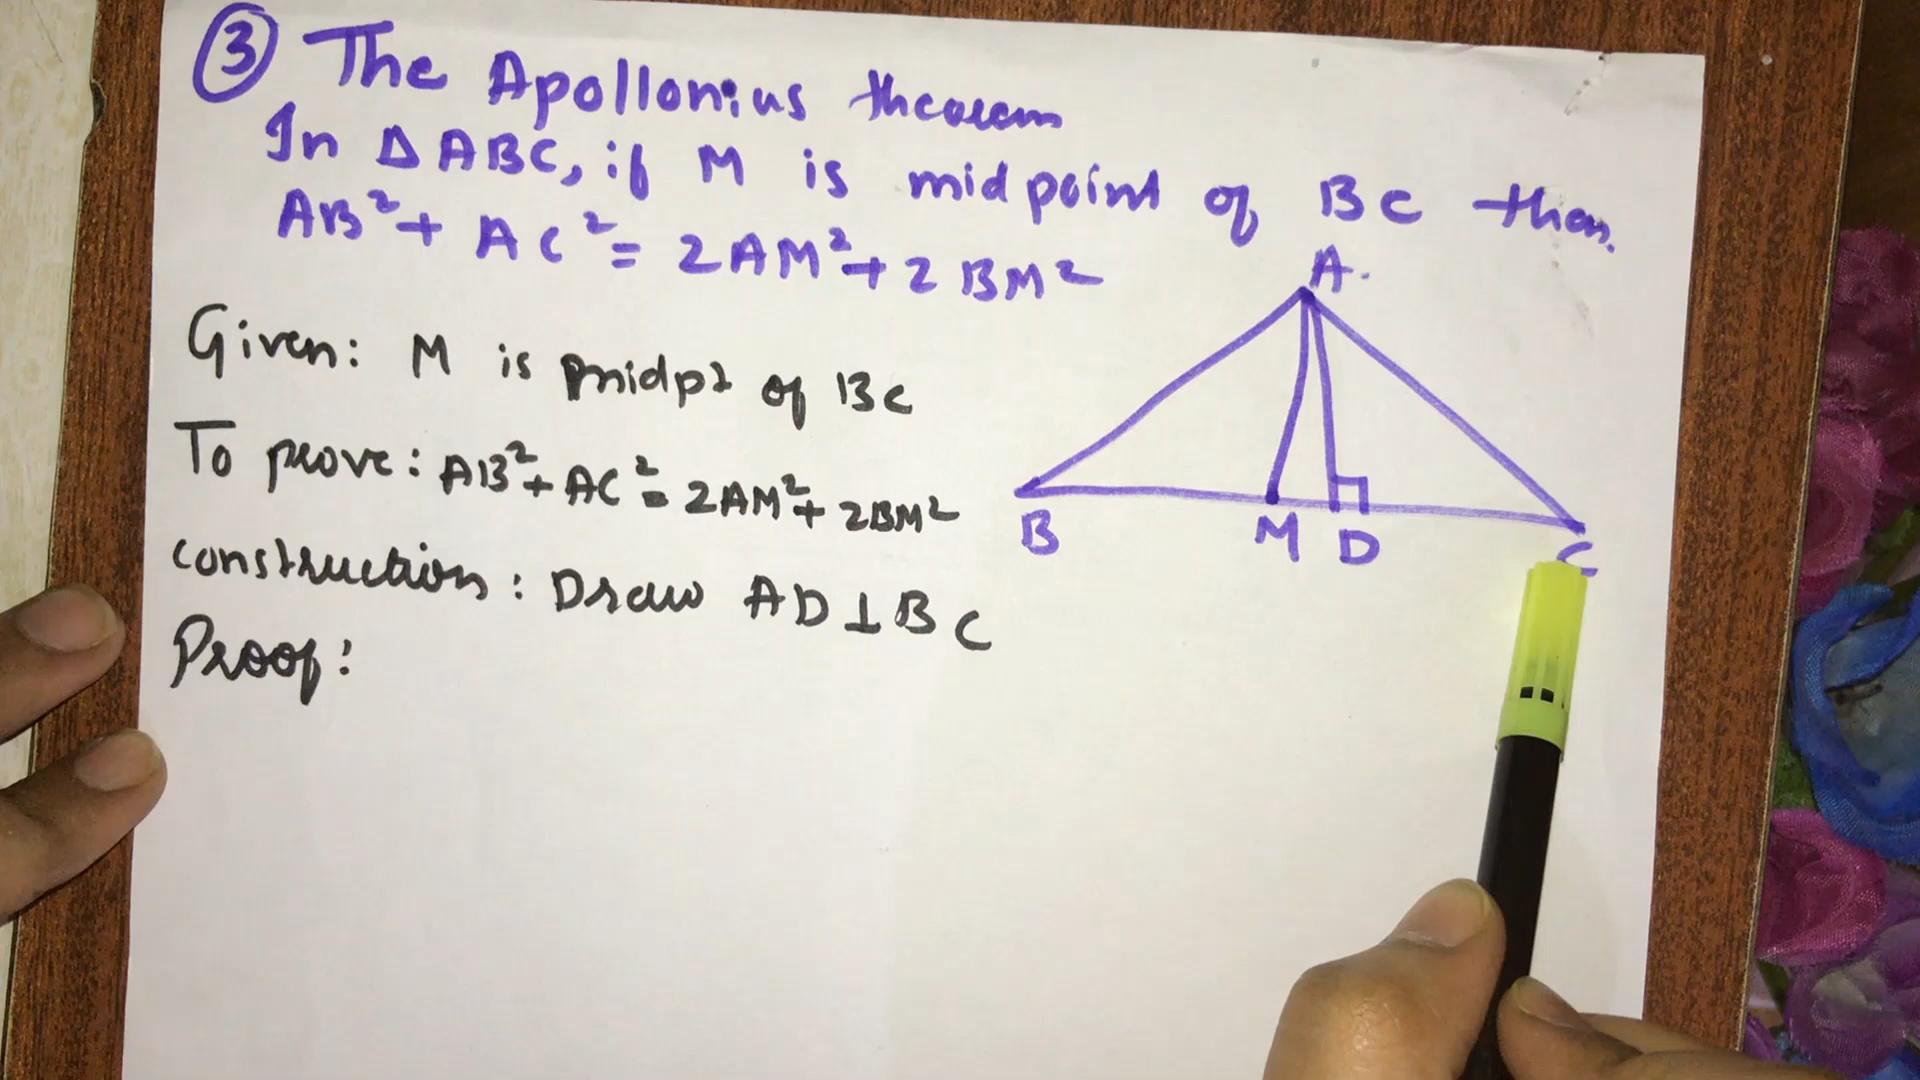 ③ The Apollonius theorem
In Δ ABC, if M is midpoint of BC then.
AB² + AC² = 2AM² + 2BM²
Given: M is midpt of BC
To prove: AB² + AC² = 2AM² + 2BM²
construction: Draw AD ⊥ BC
Proof:
A.
B
M D
C